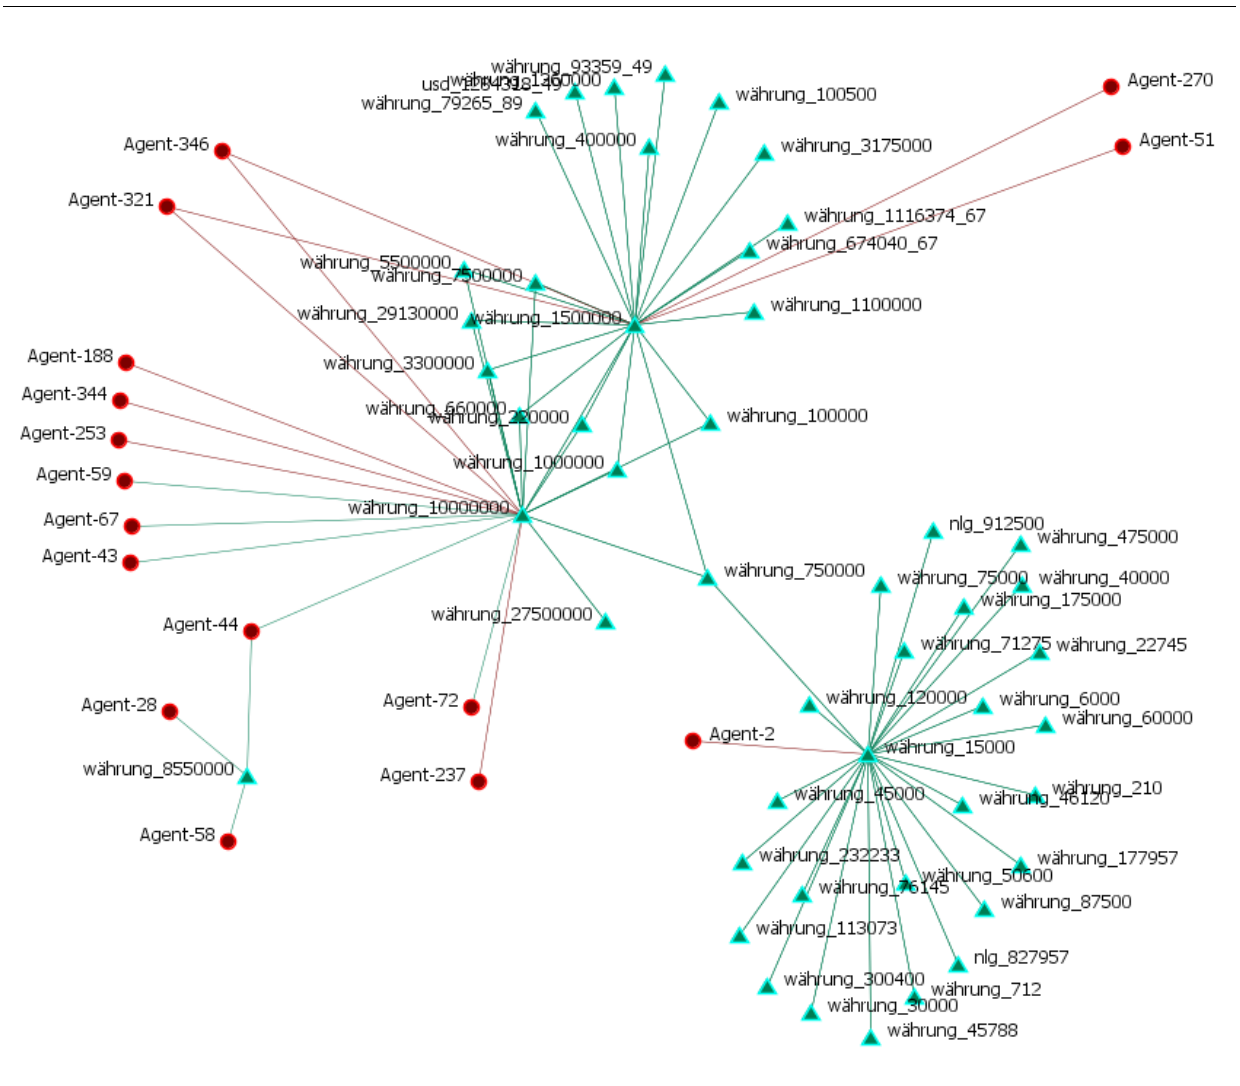 währung_93359_49
Agent-270
usd_1264318_49
währung_1260000
währung_100500
währung_79265_89
währung_400000
Agent-51
Agent-346
währung_3175000
Agent-321
währung_1116374_67
währung_674040_67
währung_5500000
währung_7500000
währung_1100000
währung_29130000
währung_1500000
Agent-188
währung_3300000
Agent-344
währung_660000
währung_220000
währung_100000
Agent-253
währung_1000000
Agent-59
währung_10000000
Agent-67
nlg_912500
währung_475000
Agent-43
währung_750000
währung_75000
währung_40000
währung_175000
währung_27500000
Agent-44
währung_71275
währung_22745
Agent-28
Agent-72
währung_120000
währung_6000
währung_60000
Agent-2
währung_15000
währung_8550000
Agent-237
währung_210
währung_45000
währung_46120
Agent-58
währung_232233
währung_177957
währung_50600
währung_76145
währung_87500
währung_113073
nlg_827957
währung_300400
währung_712
währung_30000
währung_45788